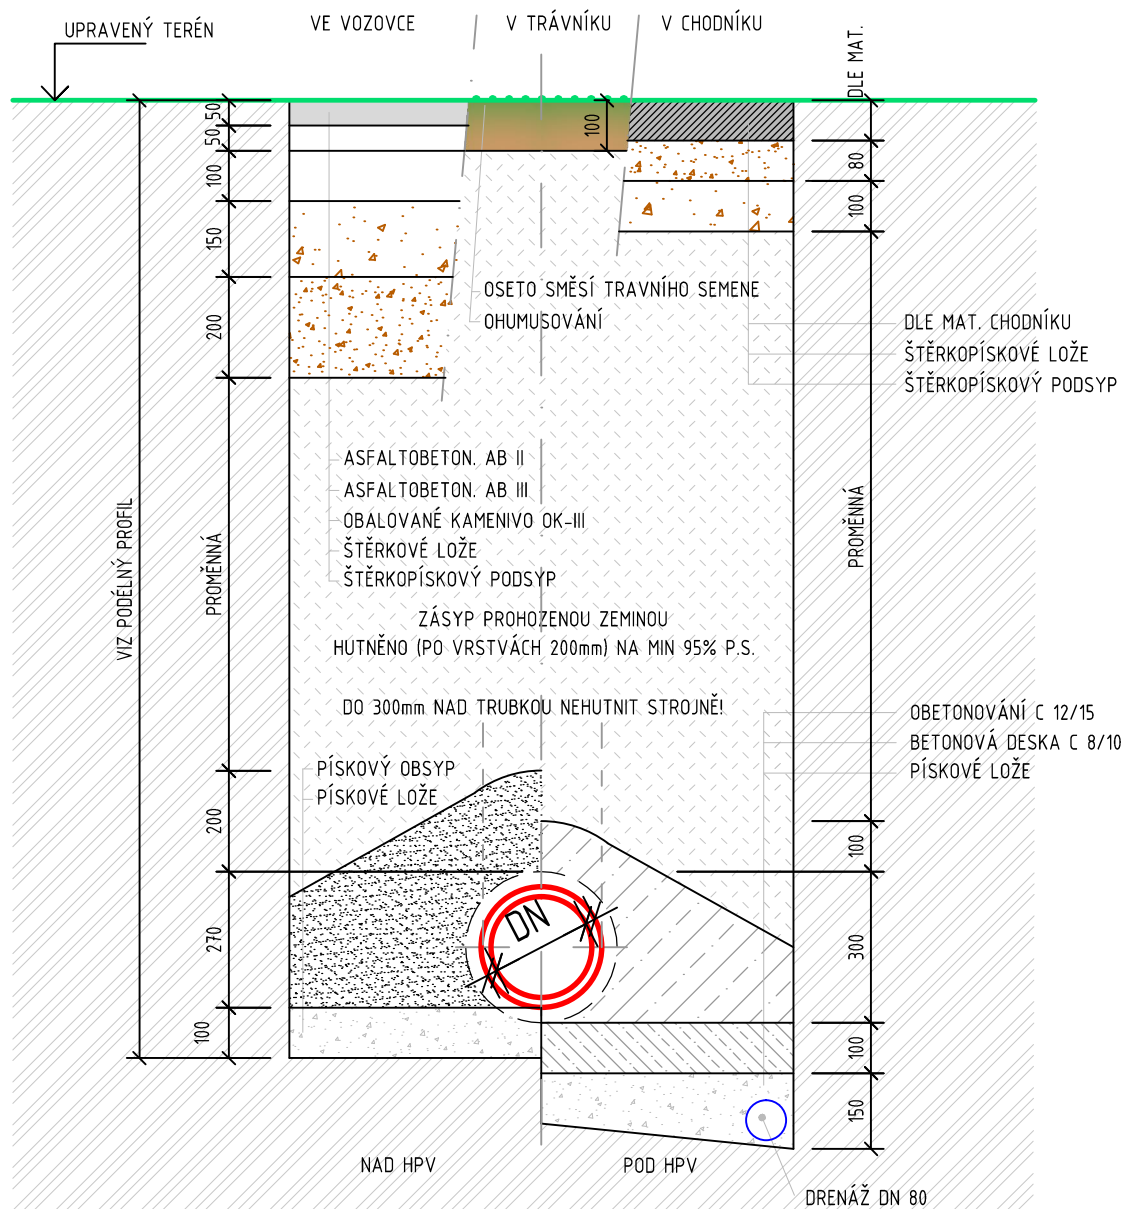 UPRAVENÝ TERÉN
VE VOZOVCE
V TRÁVNÍKU
V CHODNÍKU
DLE MAT.
50
50
100
150
200
PROMĚNNÁ
200
270
100
VIZ PODÉLNÝ PROFIL
100
80
100
PROMĚNNÁ
100
300
100
150
OSETO SMĚSÍ TRAVNÍHO SEMENE
OHUMUSOVÁNÍ
DLE MAT. CHODNÍKU
ŠTĚRKOPÍSKOVÉ LOŽE
ŠTĚRKOPÍSKOVÝ PODSYP
ASFALTOBETON. AB II
ASFALTOBETON. AB III
OBALOVANÉ KAMENIVO OK-III
ŠTĚRKOVÉ LOŽE
ŠTĚRKOPÍSKOVÝ PODSYP
ZÁSYP PROHOZENOU ZEMINOU
HUTNĚNO (PO VRSTVÁCH 200mm) NA MIN 95% P.S.
DO 300mm NAD TRUBKOU NEHUTNIT STROJNĚ!
OBETONOVÁNÍ C 12/15
BETONOVÁ DESKA C 8/10
PÍSKOVÉ LOŽE
PÍSKOVÝ OBSYP
PÍSKOVÉ LOŽE
DN
NAD HPV
POD HPV
DRENÁŽ DN 80